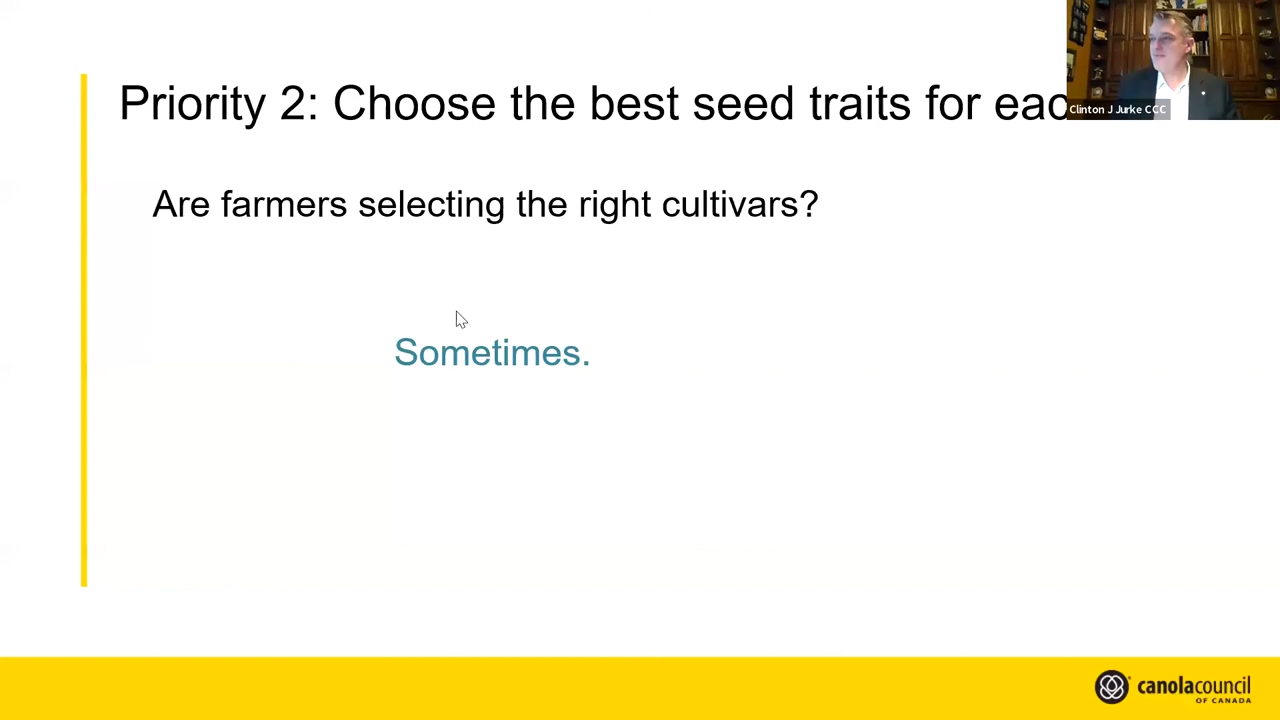 Priority 2: Choose the best seed traits for eac
Clinton J Jurke CCC
Are farmers selecting the right cultivars?
Sometimes.
canolacouncil
OF CANADA